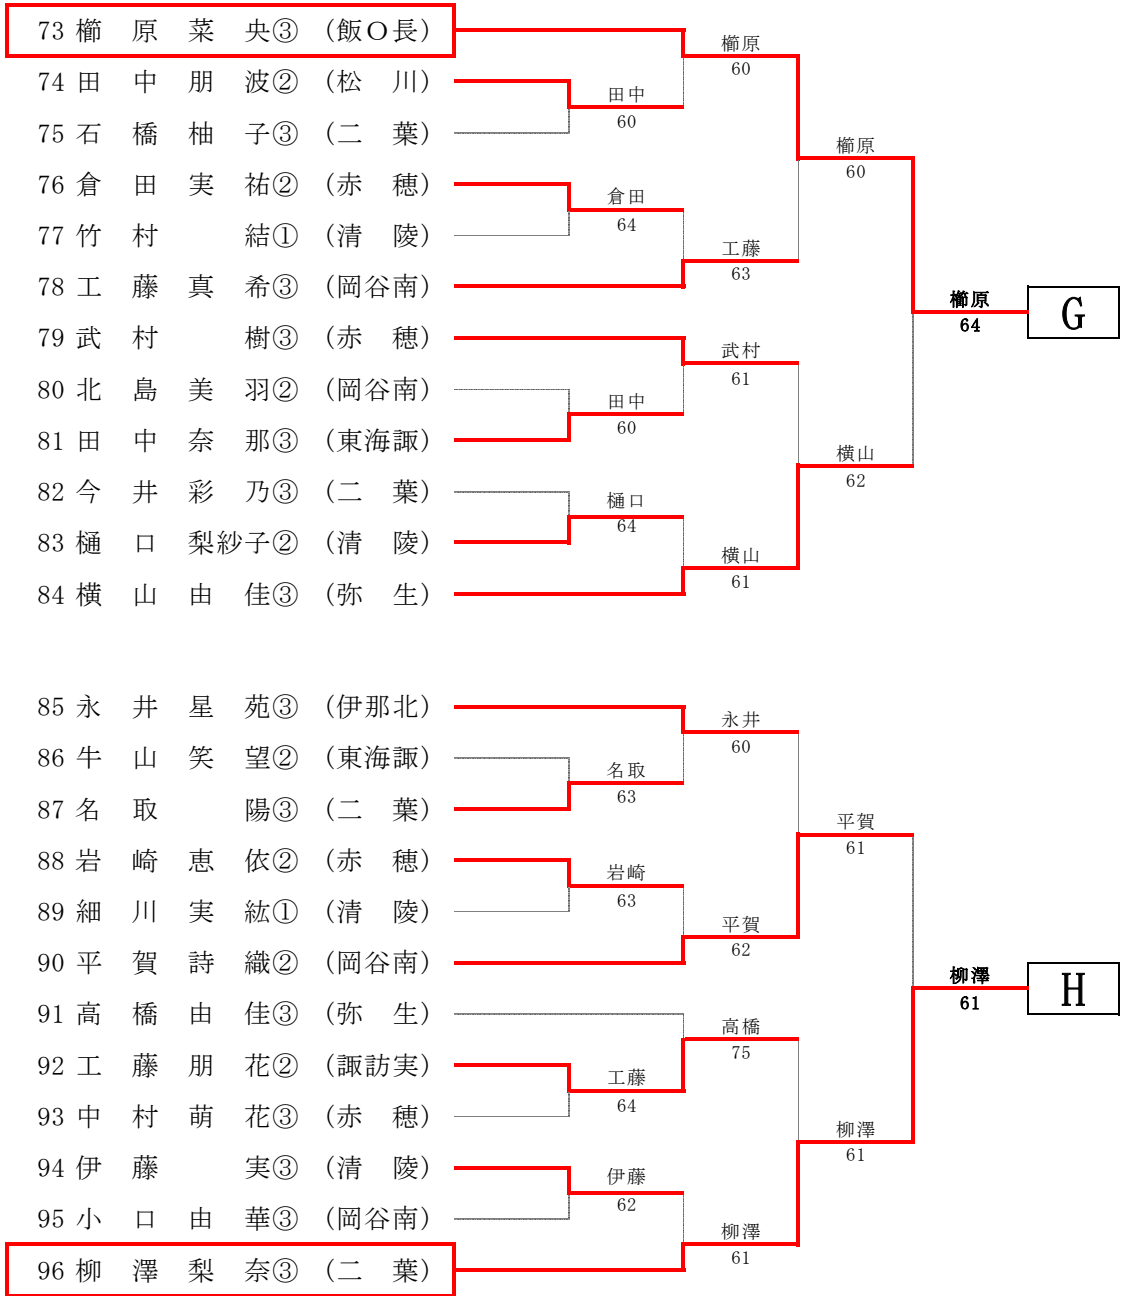 73 櫛原菜央③ (飯O長)
櫛原
60
74 田中朋波② (松川)
田中
60
75 石橋柚子③ (二葉)
櫛原
60
76 倉田実祐② (赤穂)
倉田
64
77 竹村結① (清陵)
工藤
63
78 工藤真希③ (岡谷南)
櫛原
64
G
79 武村樹③ (赤穂)
武村
61
80 北島美羽② (岡谷南)
田中
60
81 田中奈那③ (東海諏)
横山
62
82 今井彩乃③ (二葉)
樋口
64
83 樋口梨紗子② (清陵)
横山
61
84 横山由佳③ (弥生)
85 永井星苑③ (伊那北)
永井
60
86 牛山笑望② (東海諏)
名取
63
87 名取陽③ (二葉)
平賀
61
88 岩崎恵依② (赤穂)
岩崎
63
89 細川実紘① (清陵)
平賀
62
90 平賀詩織② (岡谷南)
柳澤
61
H
91 高橋由佳③ (弥生)
高橋
75
92 工藤朋花② (諏訪実)
工藤
64
93 中村萌花③ (赤穂)
柳澤
61
94 伊藤実③ (清陵)
伊藤
62
95 小口由華③ (岡谷南)
柳澤
61
96 柳澤梨奈③ (二葉)